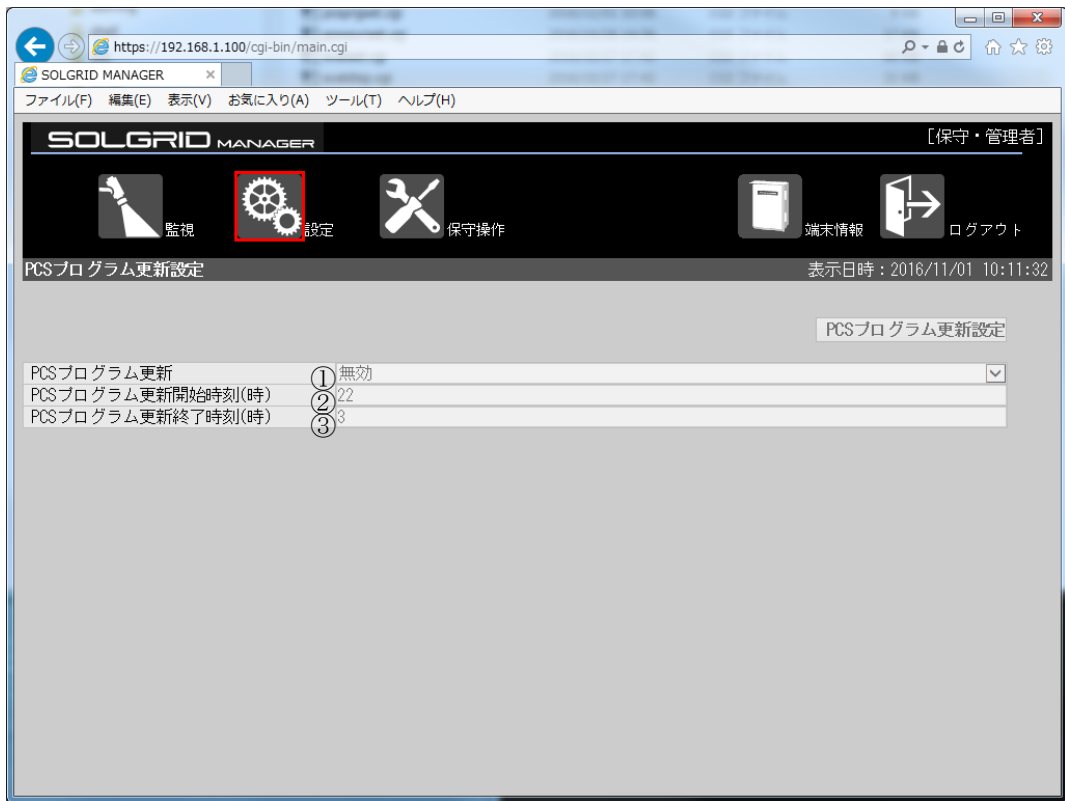 https://192.168.1.100/cgi-bin/main.cgi
SOLGRID MANAGER
ファイル(F) 編集(E) 表示(V) お気に入り(A) ツール(T) ヘルプ(H)
SOLGRID MANAGER [保守・管理者]
監視 設定 保守操作 端末情報 ログアウト
PCSプログラム更新設定 表示日時:2016/11/01 10:11:32
PCSプログラム更新設定
PCSプログラム更新 ① 無効
PCSプログラム更新開始時刻(時) ② 22
PCSプログラム更新終了時刻(時) ③ 3